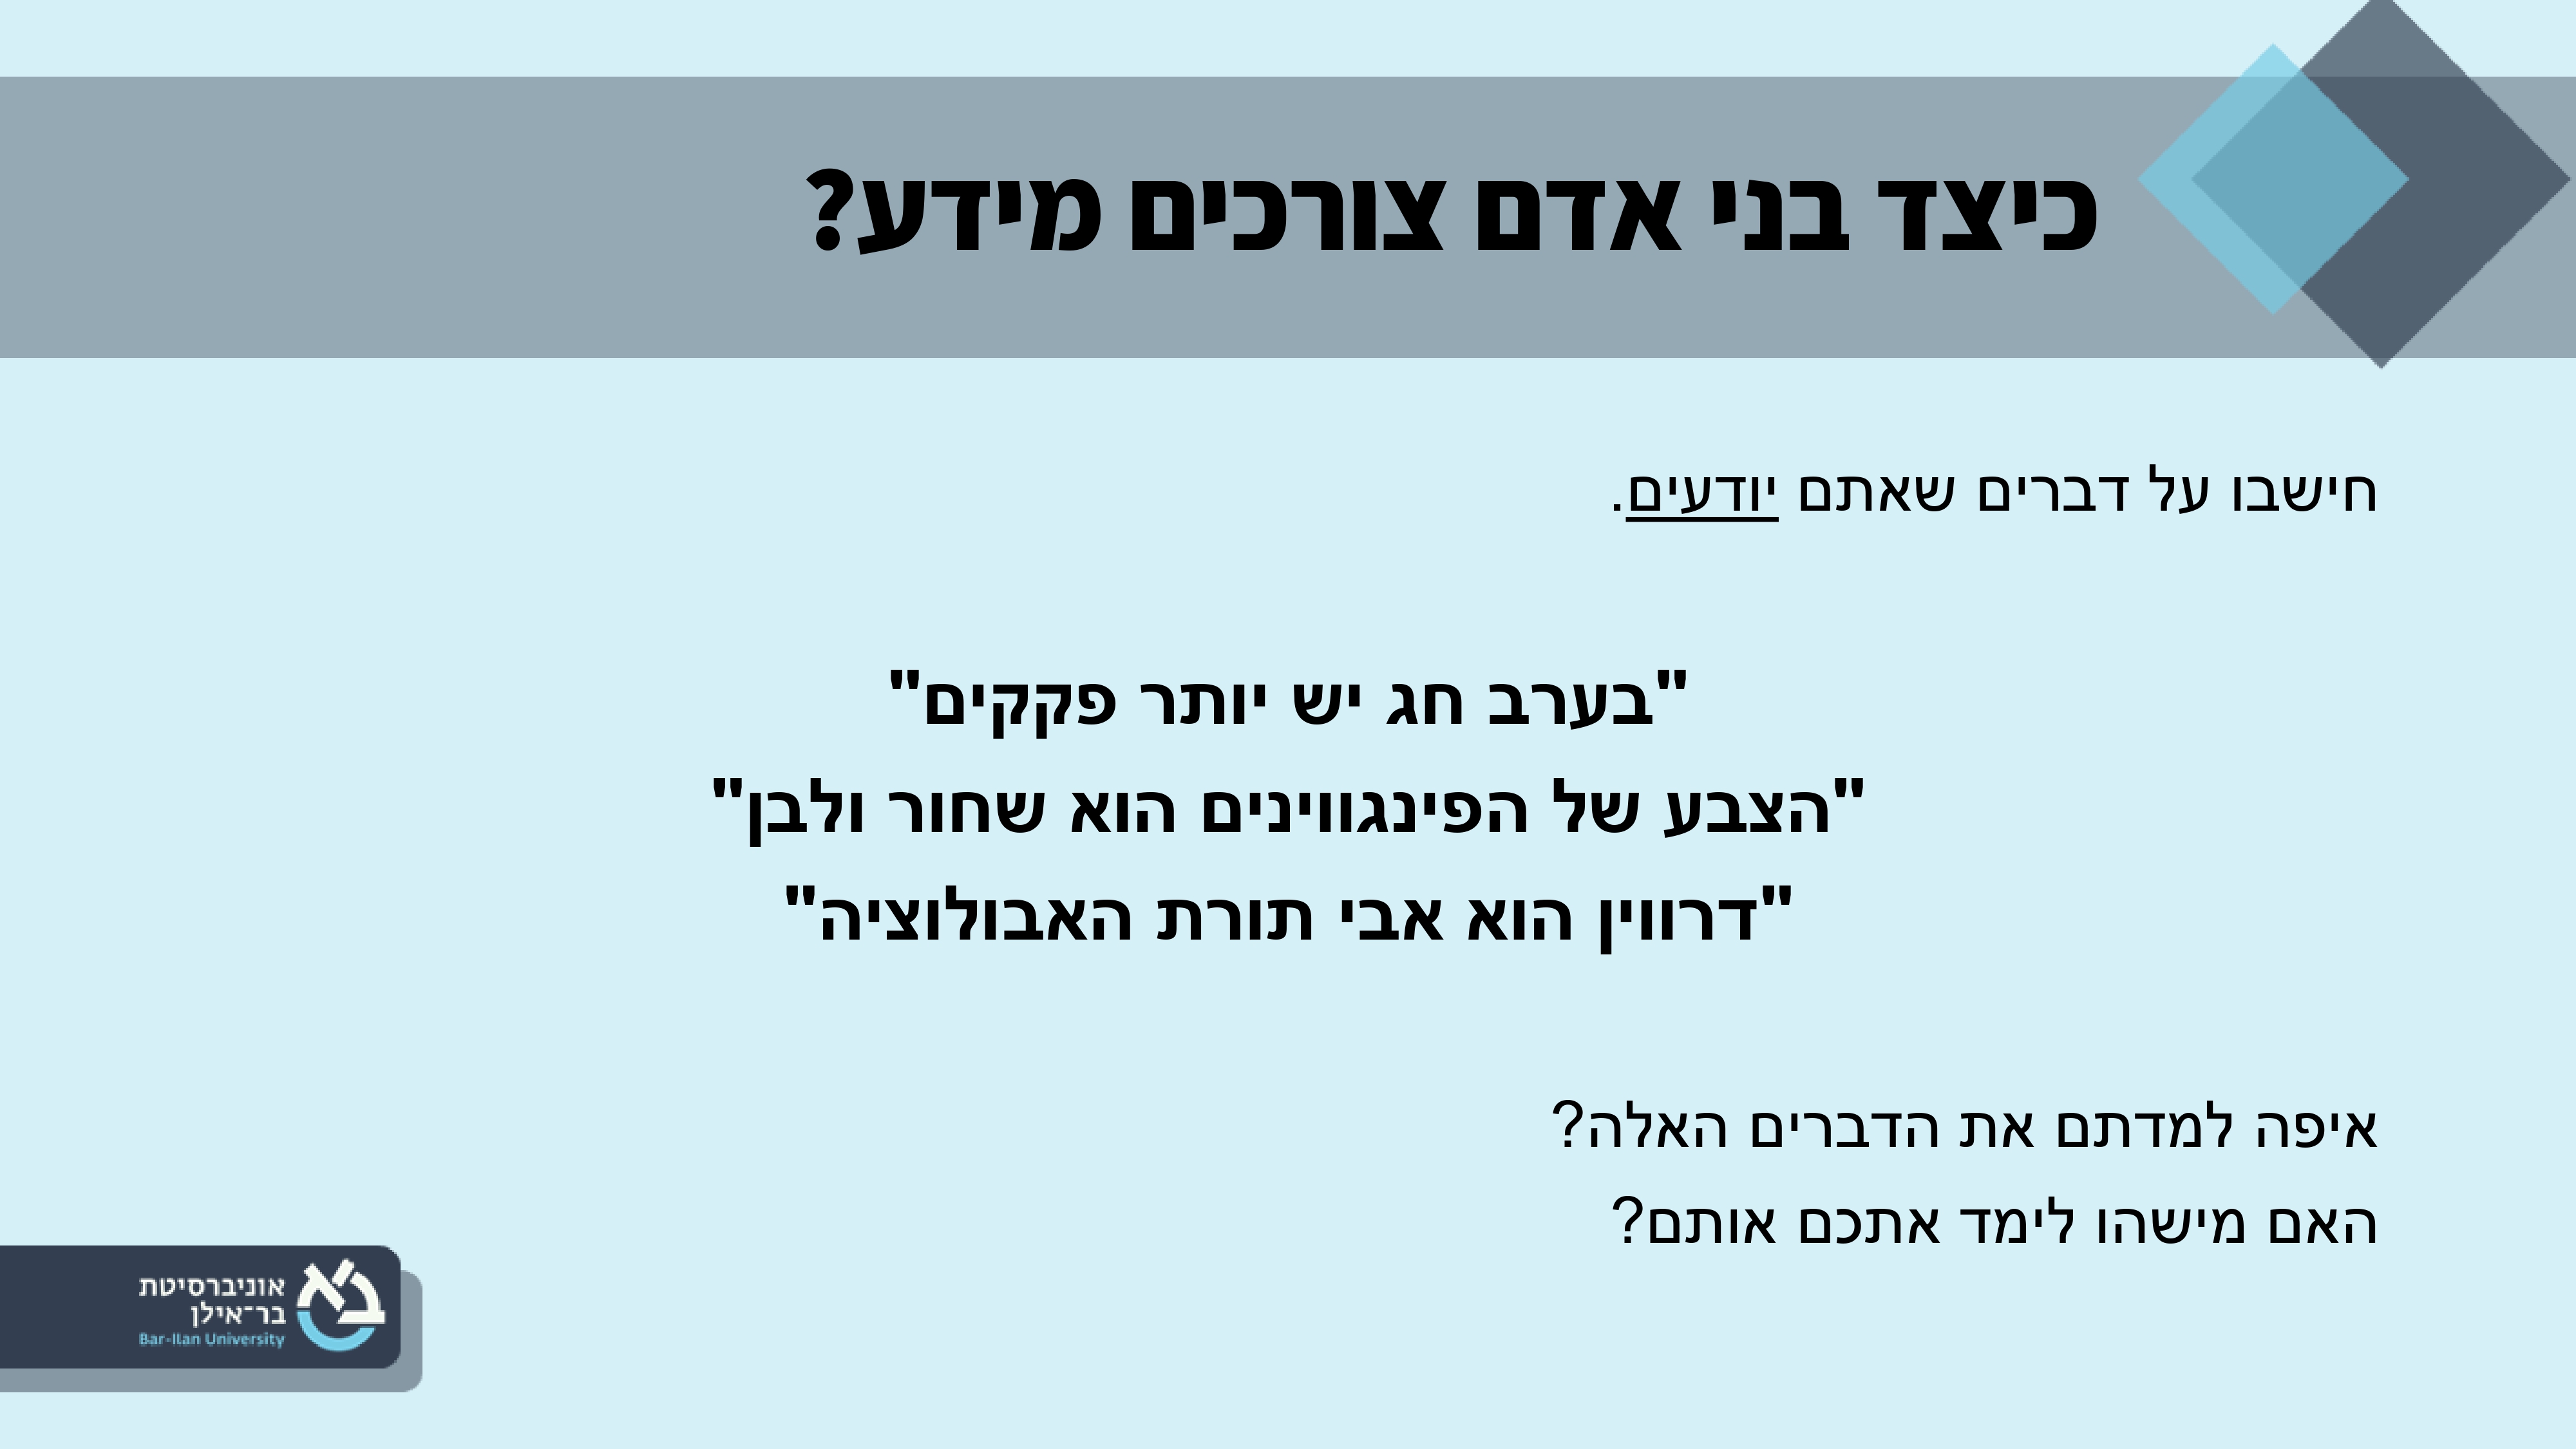 כיצד בני אדם צורכים מידע?
חישבו על דברים שאתם יודעים.
"בערב חג יש יותר פקקים"
"הצבע של הפינגווינים הוא שחור ולבן"
"דרווין הוא אבי תורת האבולוציה"
איפה למדתם את הדברים האלה?
האם מישהו לימד אתכם אותם?
אוניברסיטת
בר־אילן
Bar-Ilan University